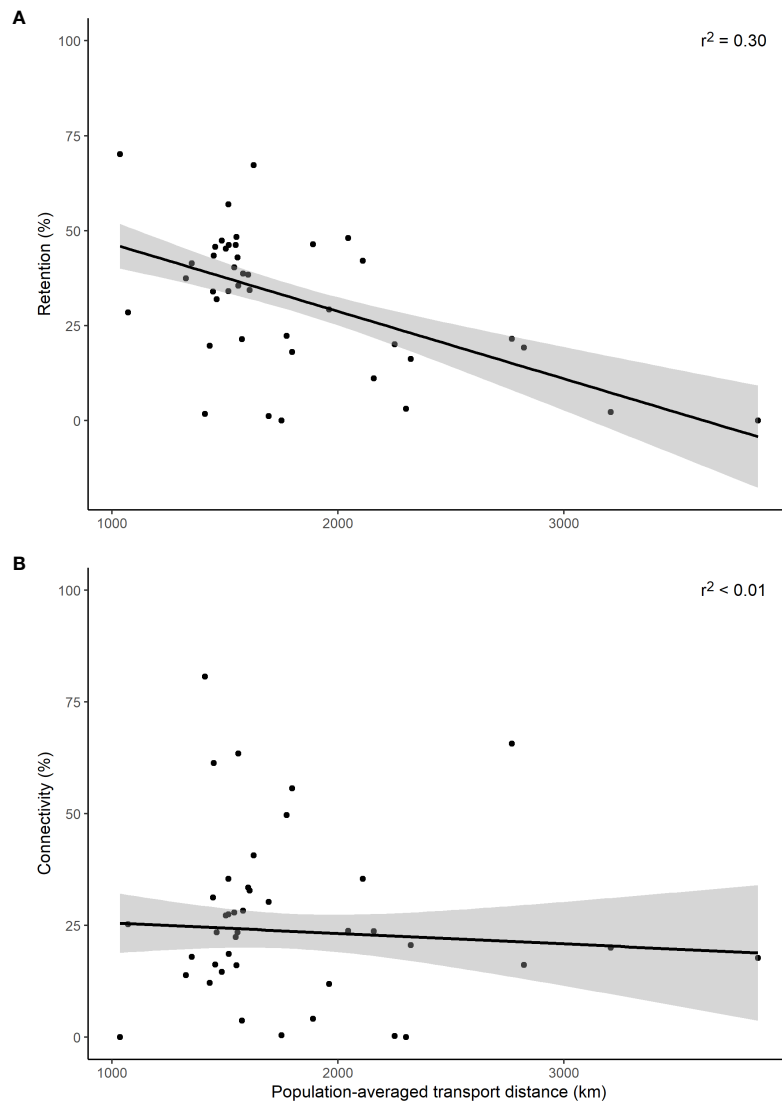 A
r² = 0.30
100
75
50
25
0
Retention (%)
1000 2000 3000
B
r² < 0.01
100
75
50
25
0
Connectivity (%)
1000 2000 3000
Population-averaged transport distance (km)